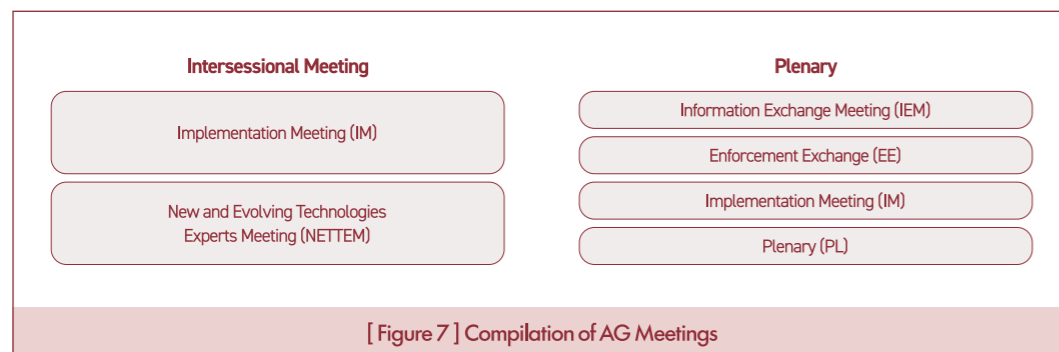 Intersessional Meeting
Implementation Meeting (IM)
New and Evolving Technologies
Experts Meeting (NETTEM)
Plenary
Information Exchange Meeting (IEM)
Enforcement Exchange (EE)
Implementation Meeting (IM)
Plenary (PL)
[ Figure 7 ] Compilation of AG Meetings